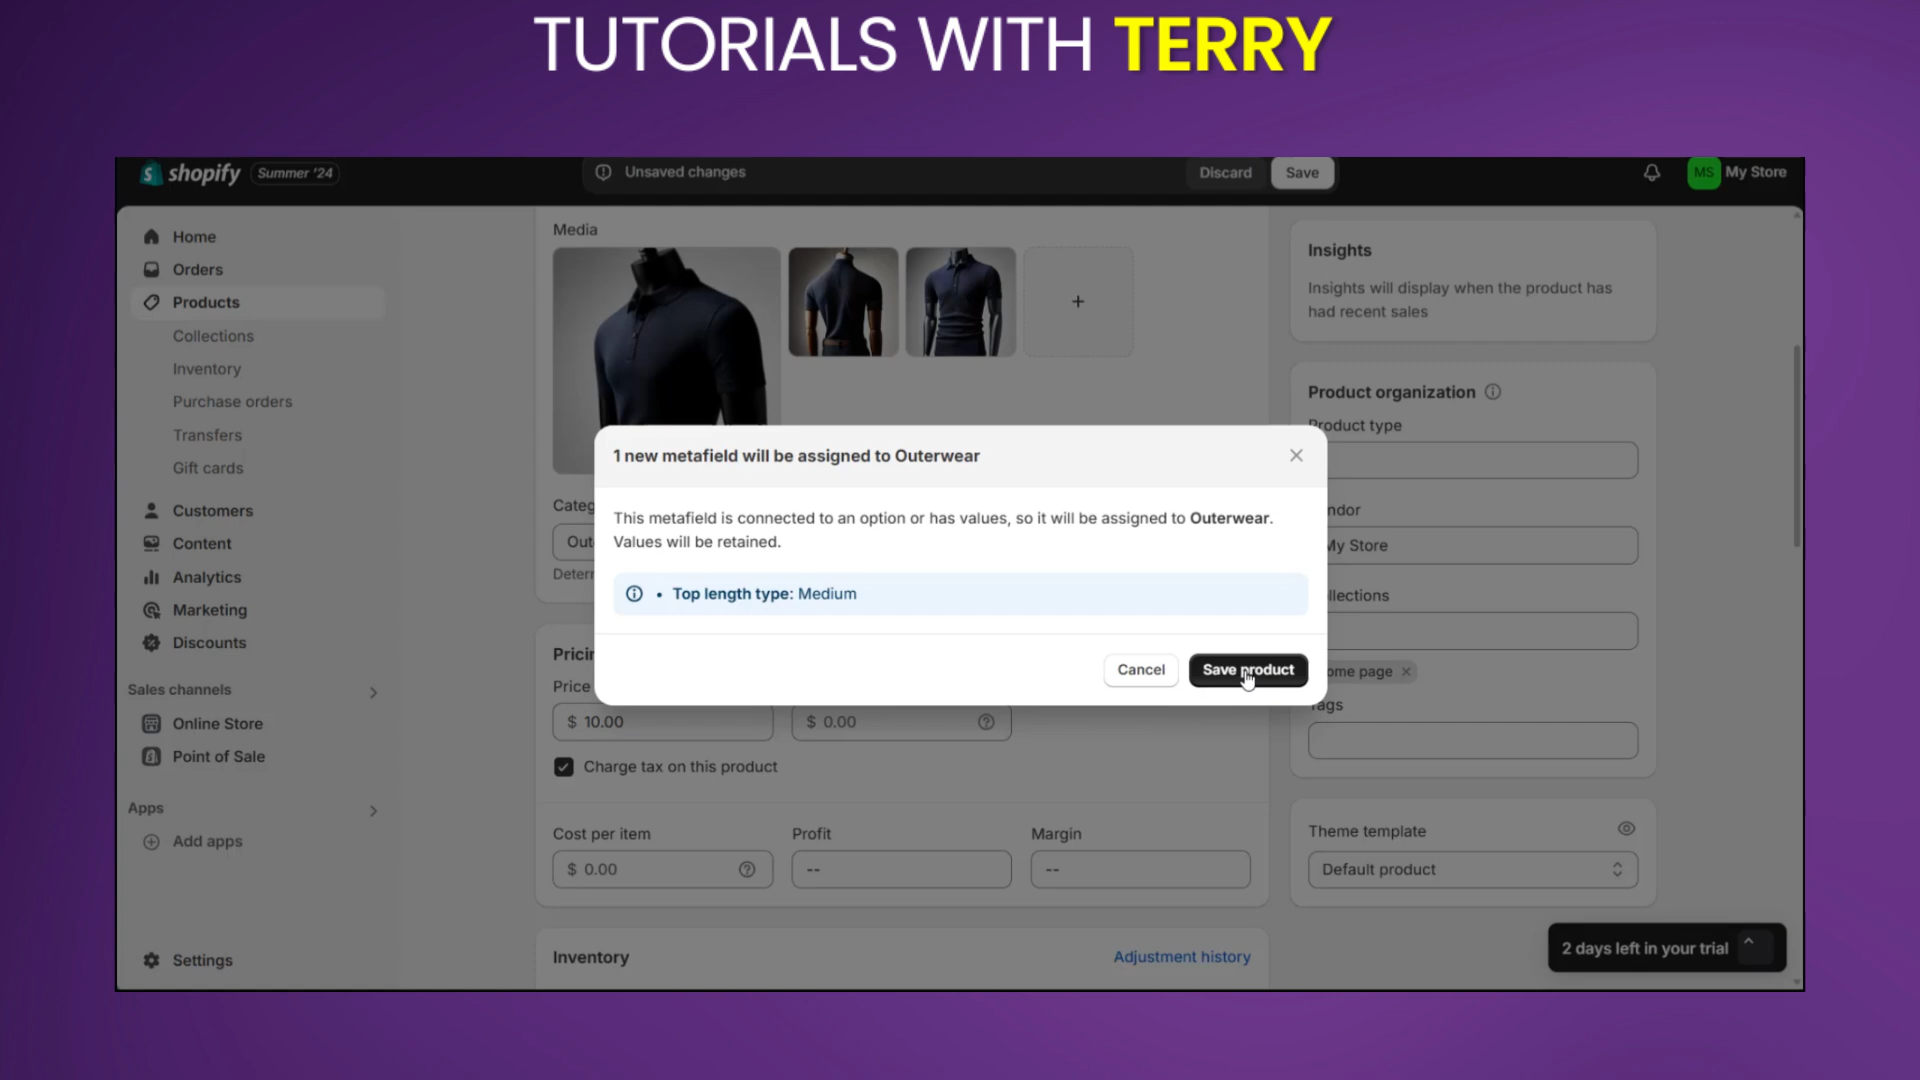 TUTORIALS WITH TERRY
shopify Summer '24
Unsaved changes
Discard
Save
MS My Store
Home
Orders
Products
Collections
Inventory
Purchase orders
Transfers
Gift cards
Customers
Content
Analytics
Marketing
Discounts
Sales channels
Online Store
Point of Sale
Apps
Add apps
Settings
Media
Categ
Out
Deterr
1 new metafield will be assigned to Outerwear
This metafield is connected to an option or has values, so it will be assigned to Outerwear.
Values will be retained.
• Top length type: Medium
Cancel
Save product
Pricin
Price
$ 10.00
$ 0.00
Charge tax on this product
Cost per item
Profit
Margin
$ 0.00
--
--
Inventory
Adjustment history
Insights
Insights will display when the product has
had recent sales
Product organization
Product type
ndor
My Store
llections
ome page
Tags
Theme template
Default product
2 days left in your trial